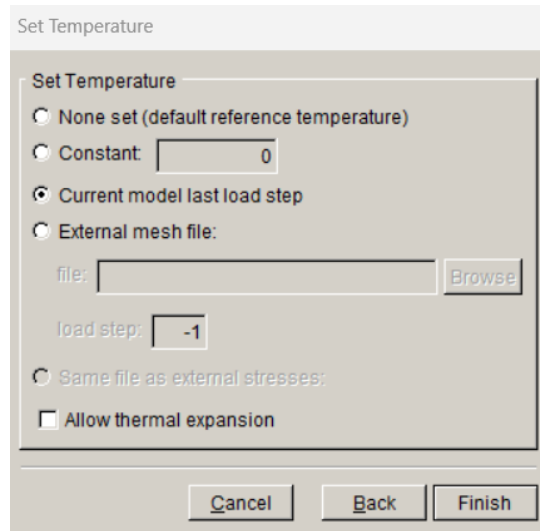 Set Temperature
Set Temperature
None set (default reference temperature)
Constant: 0
Current model last load step
External mesh file:
file: Browse
load step: -1
Same file as external stresses:
Allow thermal expansion
Cancel Back Finish